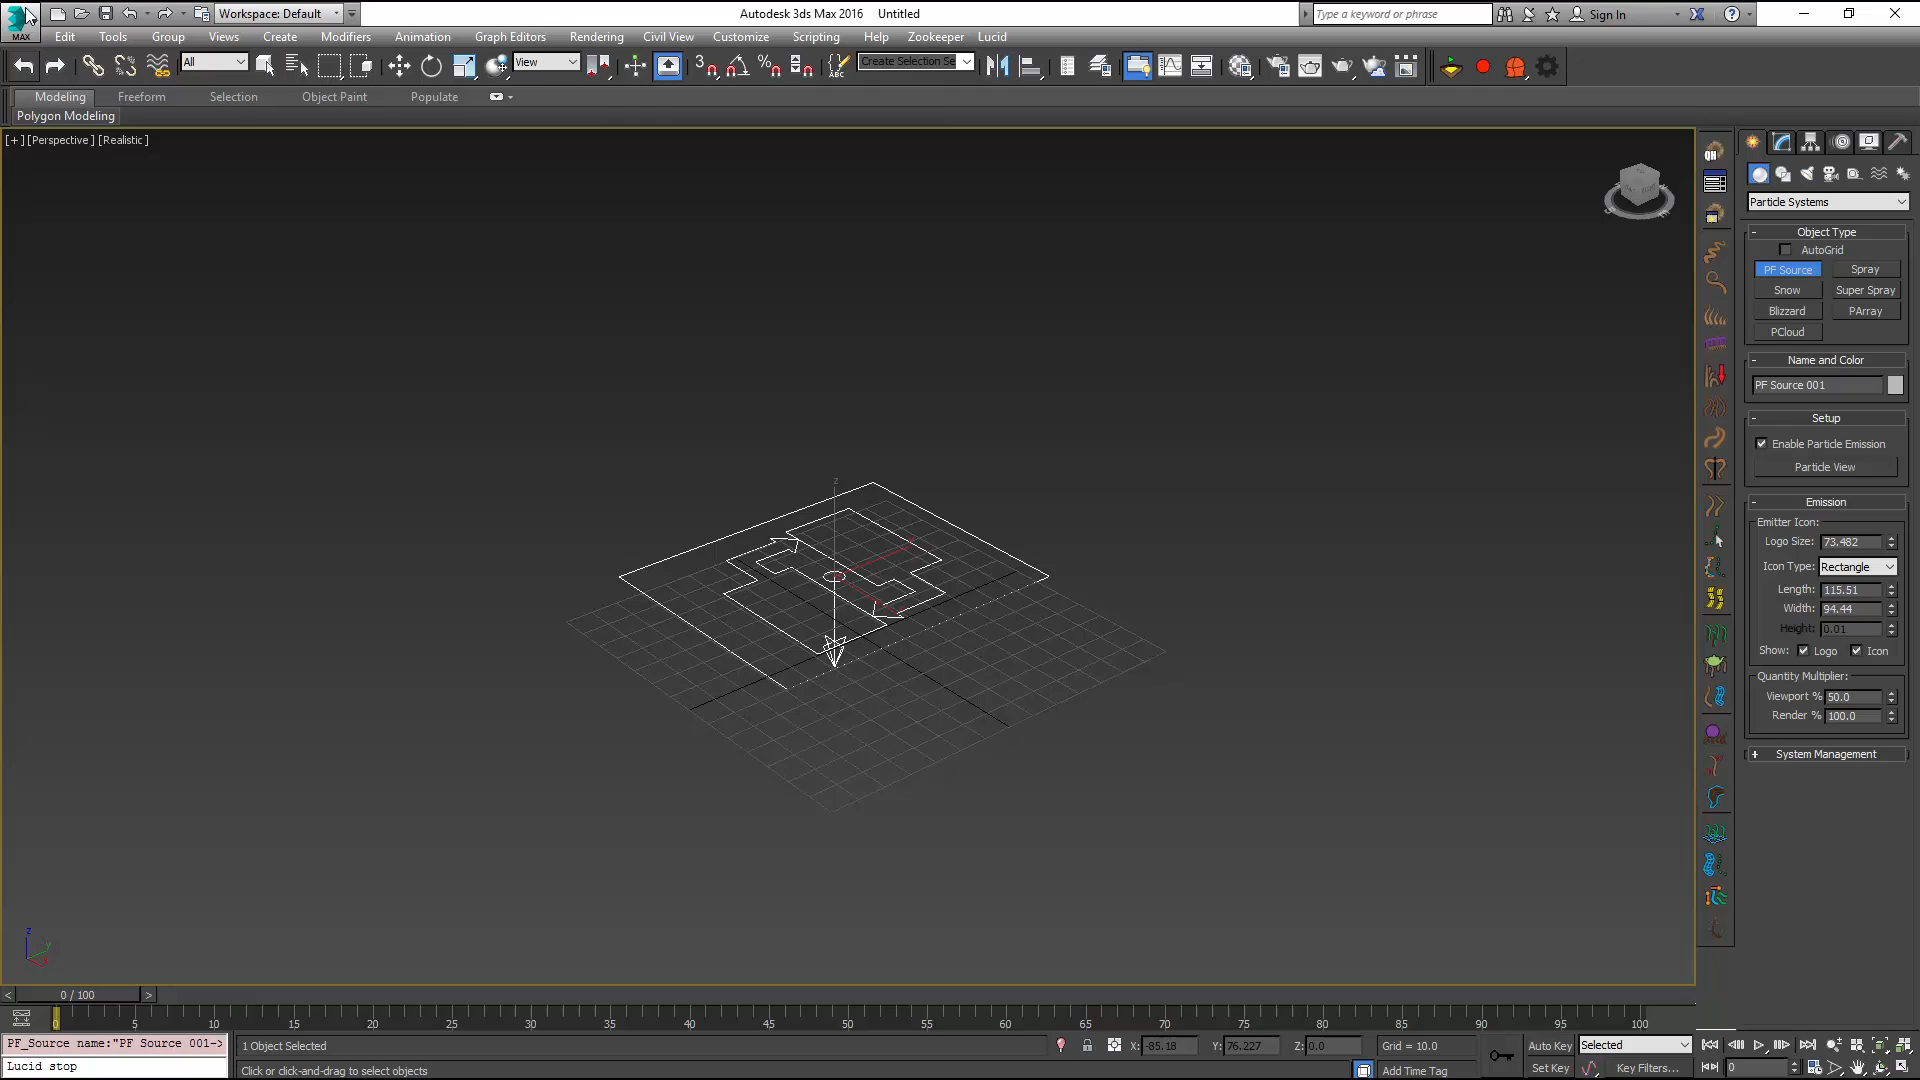 Workspace: Default
Autodesk 3ds Max 2016 Untitled
Type a keyword or phrase
Sign In
MAX
Edit Tools Group Views Create Modifiers Animation Graph Editors Rendering Civil View Customize Scripting Help Zookeeper Lucid
All
View
3
Create Selection Se
Modeling Freeform Selection Object Paint Populate
Polygon Modeling
[+] [Perspective] [Realistic]
Particle Systems
- Object Type
AutoGrid
PF Source Spray
Snow Super Spray
Blizzard PArray
PCloud
- Name and Color
PF Source 001
- Setup
Enable Particle Emission
Particle View
- Emission
Emitter Icon:
Logo Size: 73.482
Icon Type: Rectangle
Length: 115.51
Width: 94.44
Height: 0.01
Show: Logo Icon
Quantity Multiplier:
Viewport % 50.0
Render % 100.0
+ System Management
z
z
y
< 0 / 100 >
0 5 10 15 20 25 30 35 40 45 50 55 60 65 70 75 80 85 90 95 100
PF_Source name:"PF Source 001->
Lucid stop
1 Object Selected
Click or click-and-drag to select objects
X: -85.18 Y: 76.227 Z: 0.0 Grid = 10.0
Add Time Tag
Auto Key Selected
Set Key Key Filters...
0